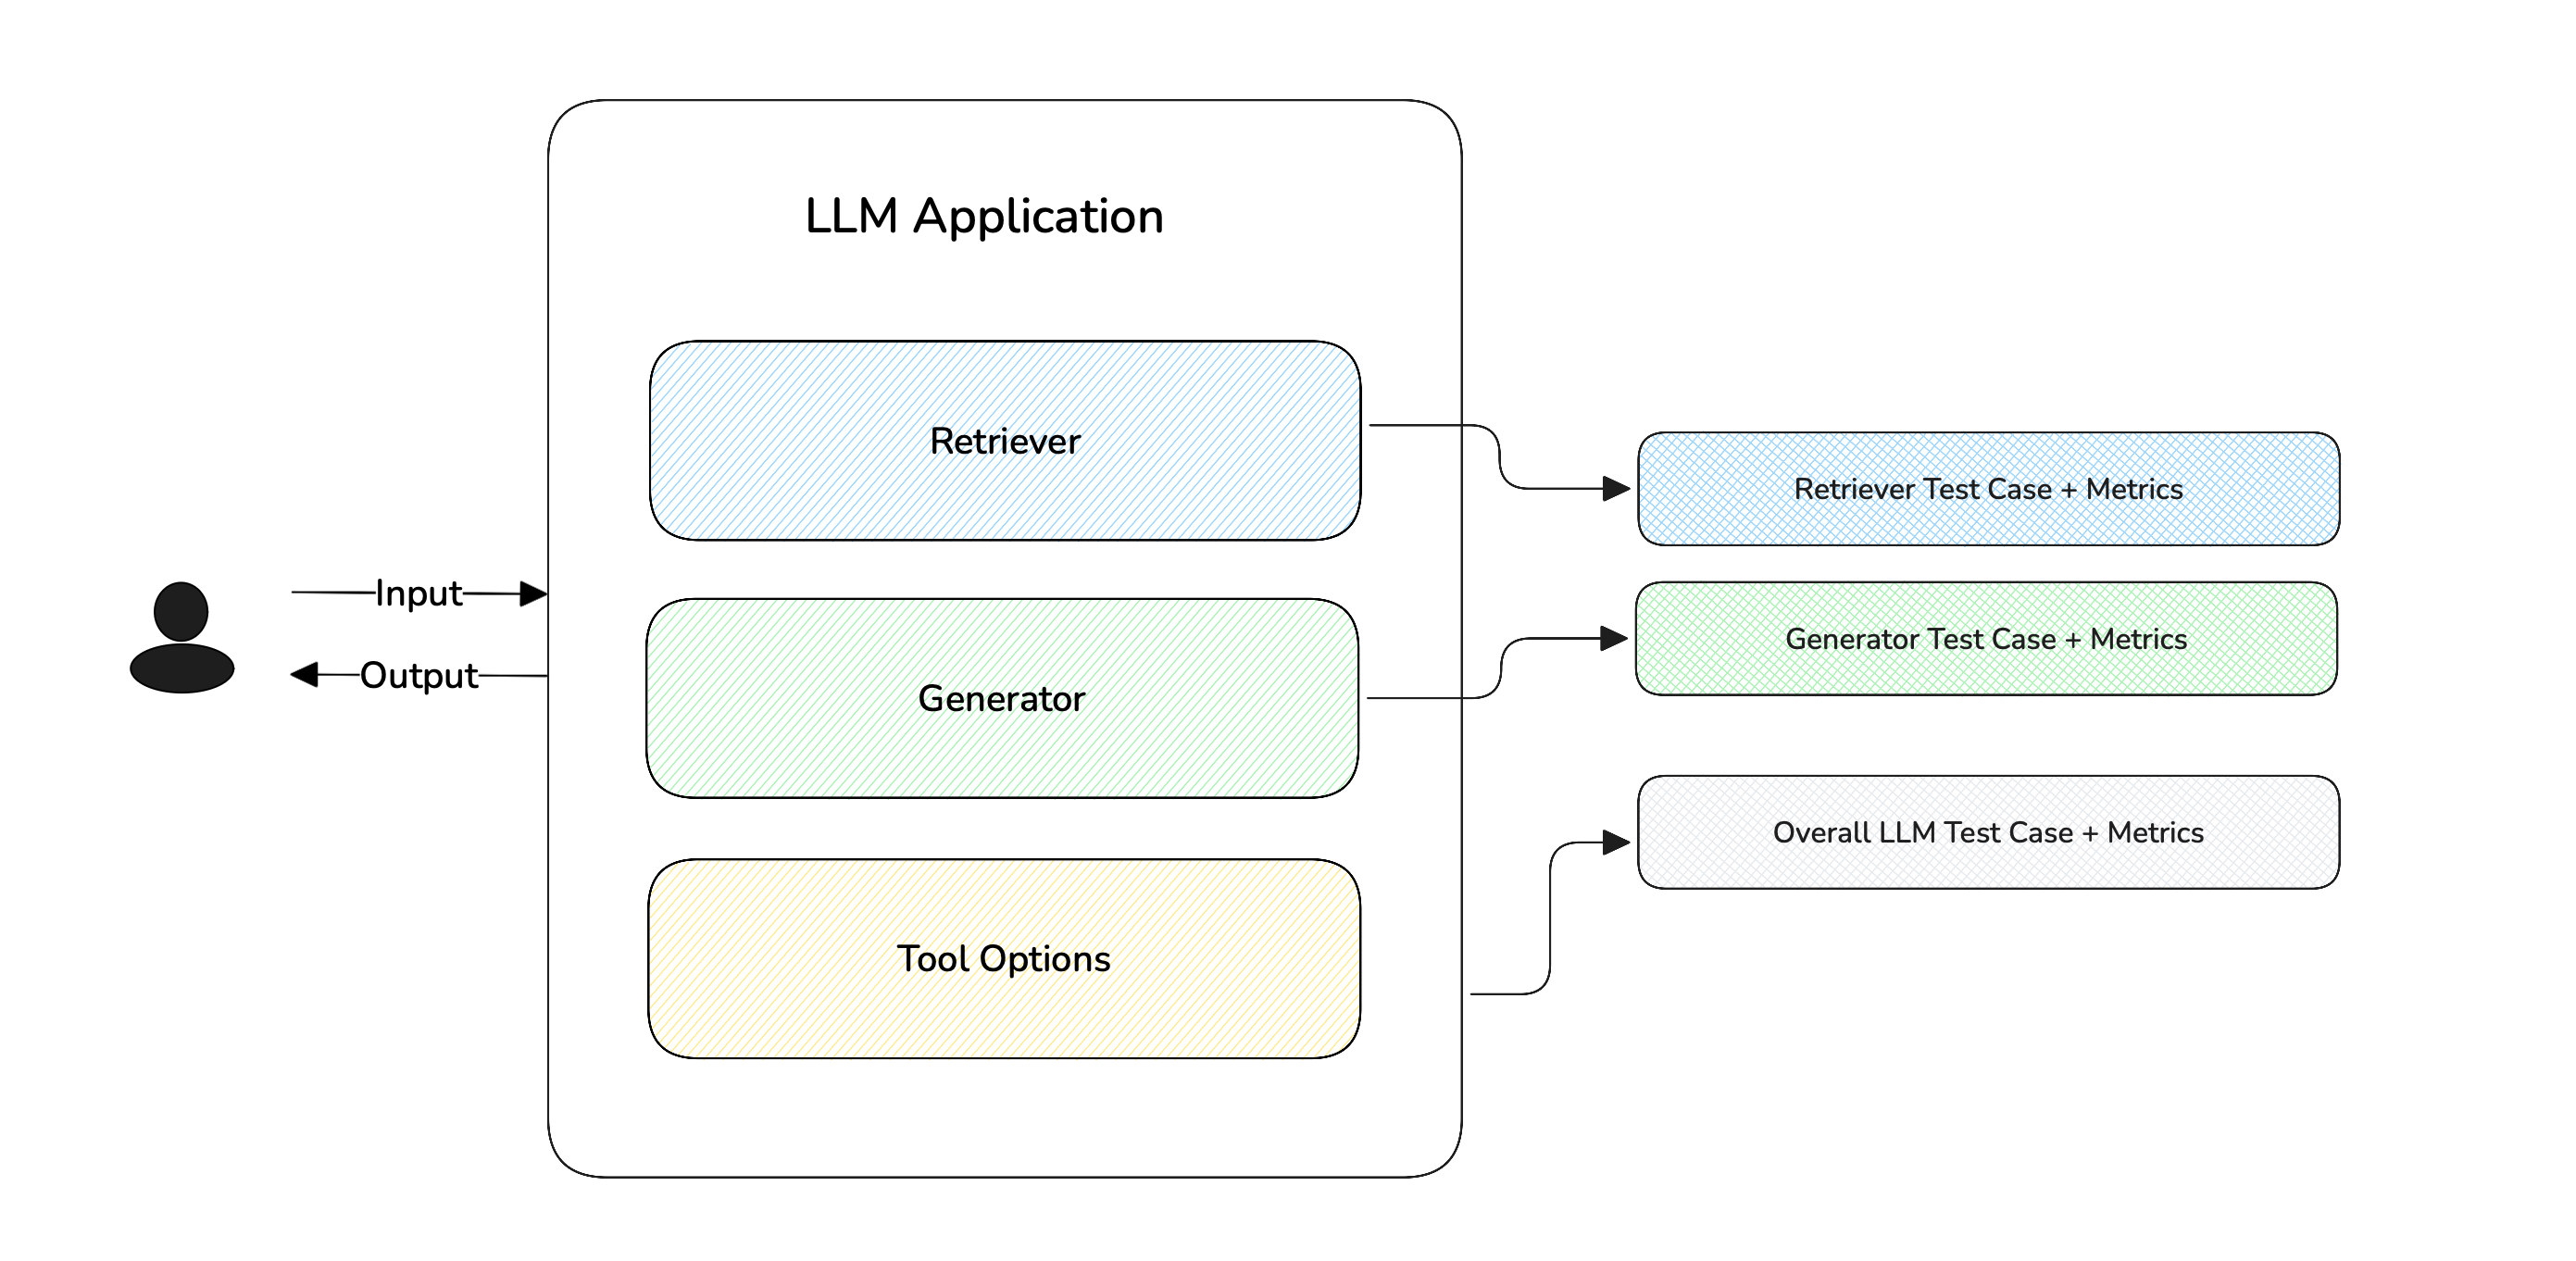 LLM Application
Retriever
Retriever Test Case + Metrics
Input
Generator Test Case + Metrics
Output
Generator
Overall LLM Test Case + Metrics
Tool Options